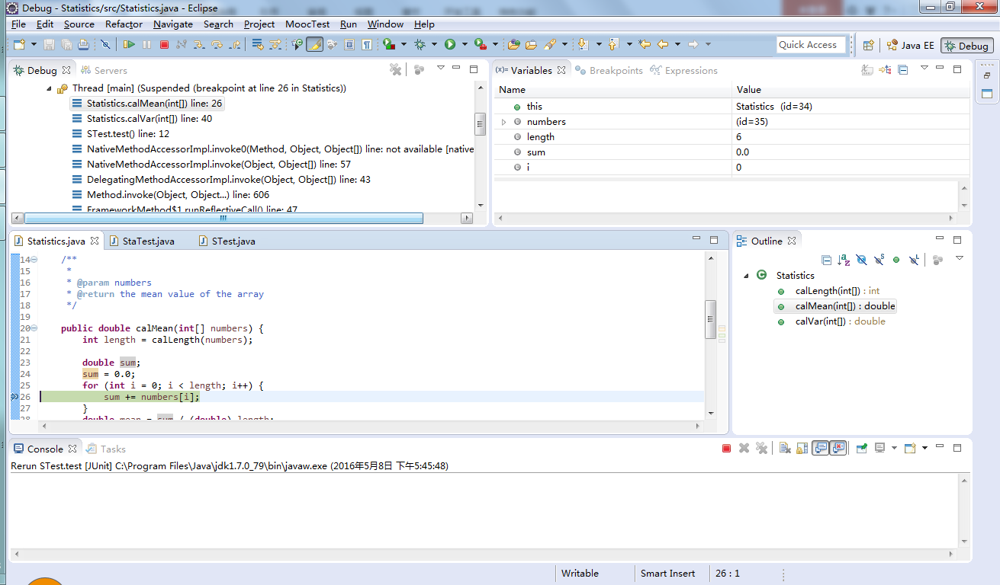 Debug - Statistics/src/Statistics.java - Eclipse
File Edit Source Refactor Navigate Search Project MoocTest Run Window Help
Quick Access Java EE Debug
Debug Servers
Thread [main] (Suspended (breakpoint at line 26 in Statistics))
Statistics.calMean(int[]) line: 26
Statistics.calVar(int[]) line: 40
STest.test() line: 12
NativeMethodAccessorImpl.invoke0(Method, Object, Object[]) line: not available [native
NativeMethodAccessorImpl.invoke(Object, Object[]) line: 57
DelegatingMethodAccessorImpl.invoke(Object, Object[]) line: 43
Method.invoke(Object, Object...) line: 606
FrameworkMethod$1.runReflectiveCall() line: 47
(x)= Variables Breakpoints Expressions
Name Value
this Statistics (id=34)
numbers (id=35)
length 6
sum 0.0
i 0
Statistics.java StaTest.java STest.java
14 /**
15 *
16 * @param numbers
17 * @return the mean value of the array
18 */
19
20 public double calMean(int[] numbers) {
21 int length = calLength(numbers);
22
23 double sum;
24 sum = 0.0;
25 for (int i = 0; i < length; i++) {
26 sum += numbers[i];
27 }
28 double mean = sum / (double) length;
Outline
Statistics
calLength(int[]) : int
calMean(int[]) : double
calVar(int[]) : double
Console Tasks
Rerun STest.test [JUnit] C:\Program Files\Java\jdk1.7.0_79\bin\javaw.exe (2016年5月8日 下午5:45:48)
Writable Smart Insert 26 : 1